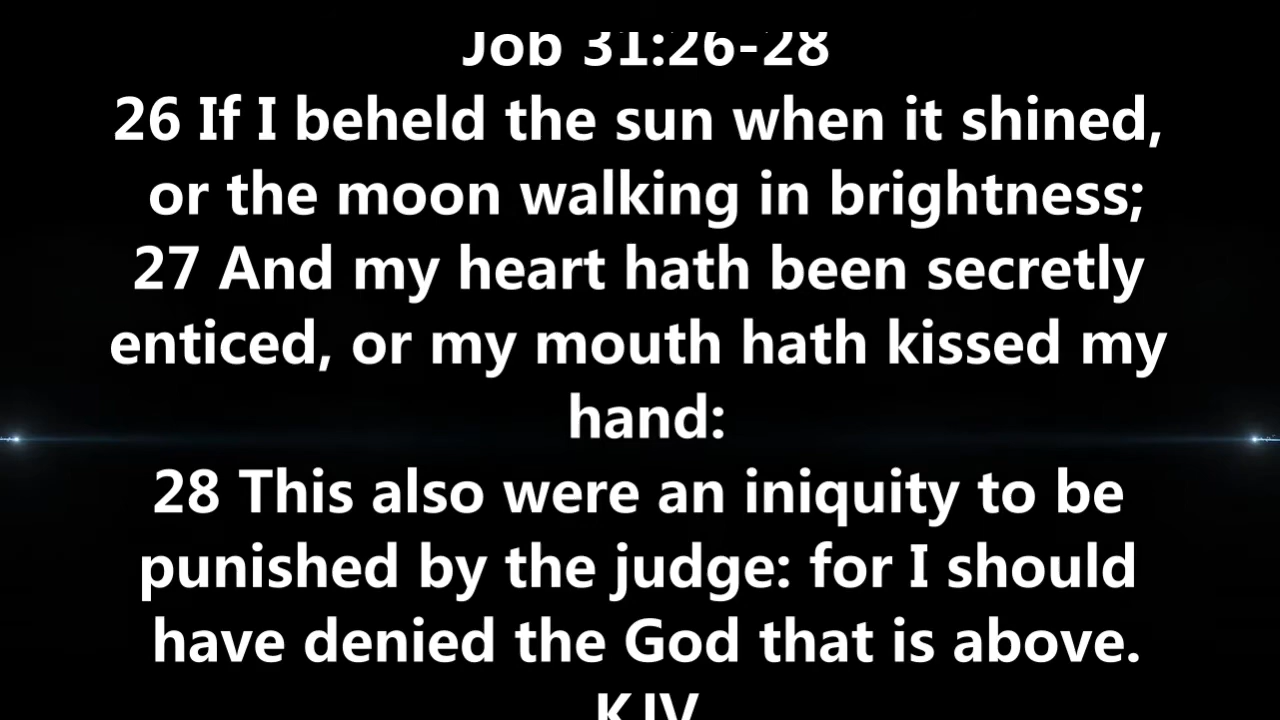 Job 31:26-28
26 If I beheld the sun when it shined,
or the moon walking in brightness;
27 And my heart hath been secretly
enticed, or my mouth hath kissed my
hand:
28 This also were an iniquity to be
punished by the judge: for I should
have denied the God that is above.
KJV